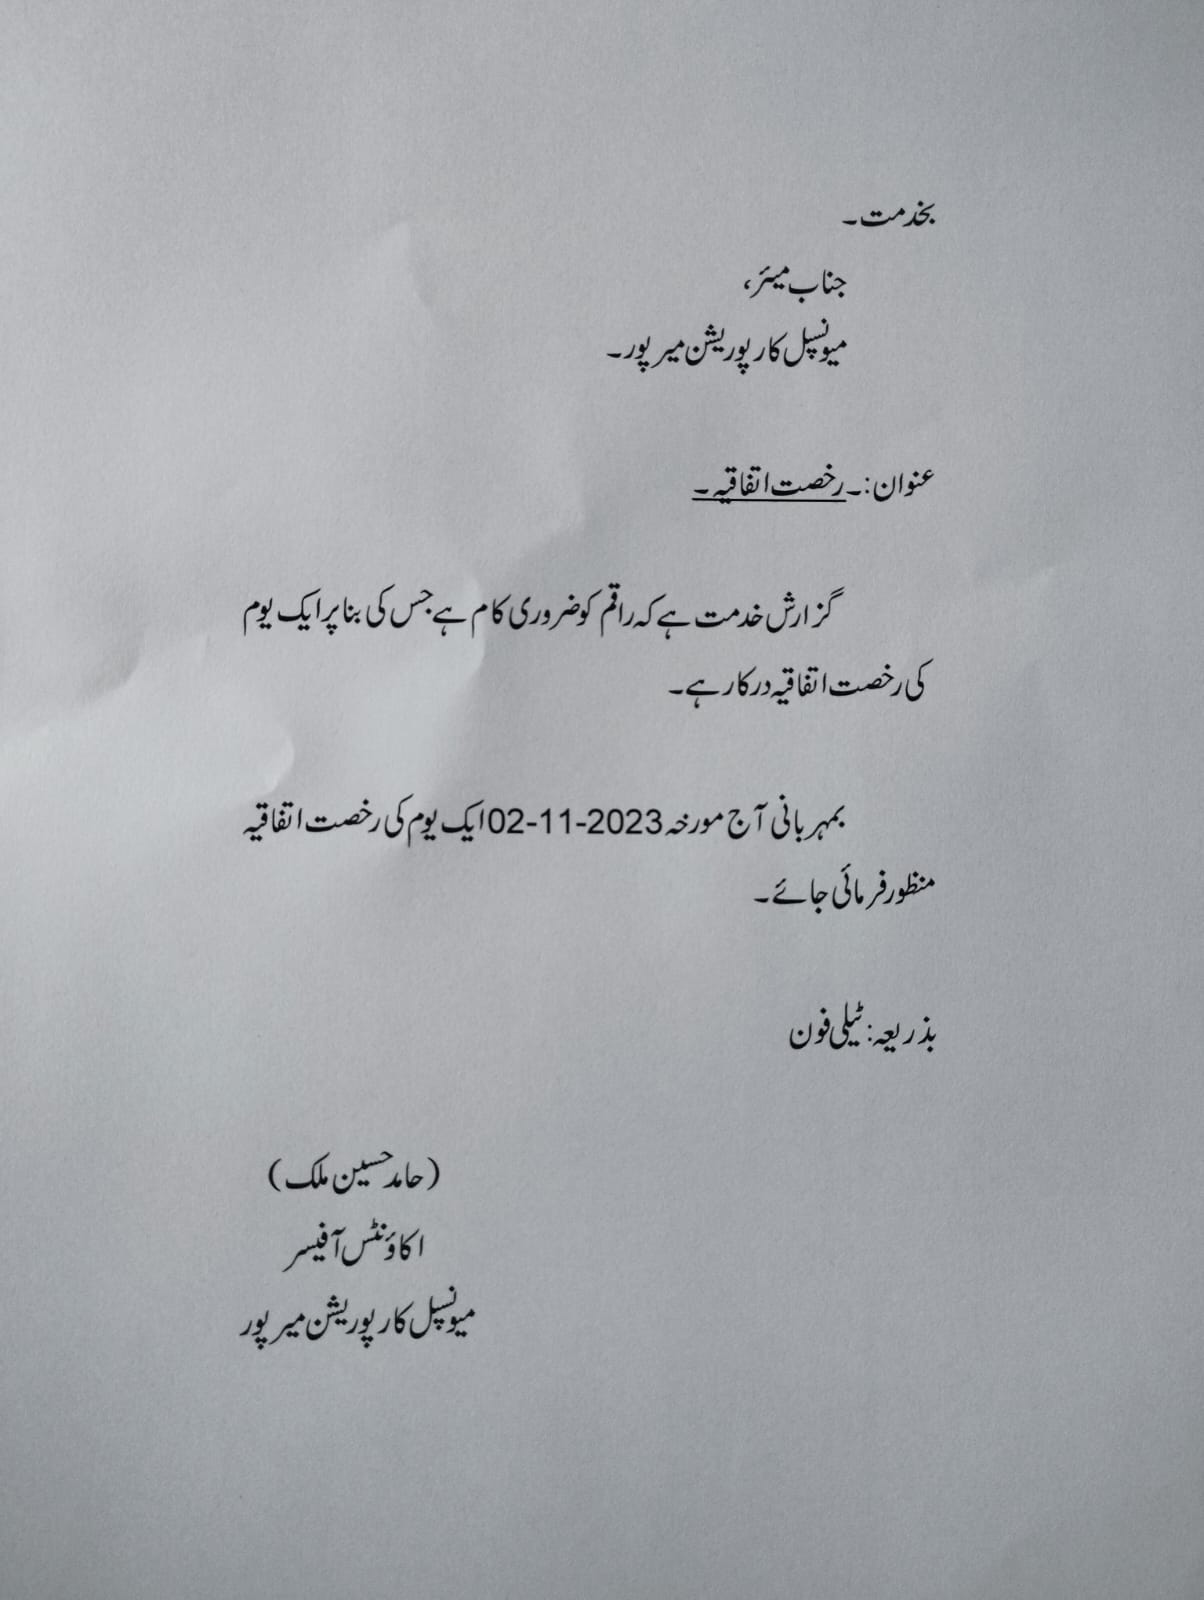 بخدمت۔
جناب میئر،
میونسپل کارپوریشن میرپور۔
عنوان:۔ رخصت اتفاقیہ۔
گزارش خدمت ہے کہ راقم کو ضروری کام ہے جس کی بنا پر ایک یوم
کی رخصت اتفاقیہ درکار ہے۔
بمہربانی آج مورخہ 02-11-2023 ایک یوم کی رخصت اتفاقیہ
منظور فرمائی جائے۔
بذریعہ: ٹیلی فون
(حامد حسین ملک)
اکاؤنٹس آفیسر
میونسپل کارپوریشن میرپور